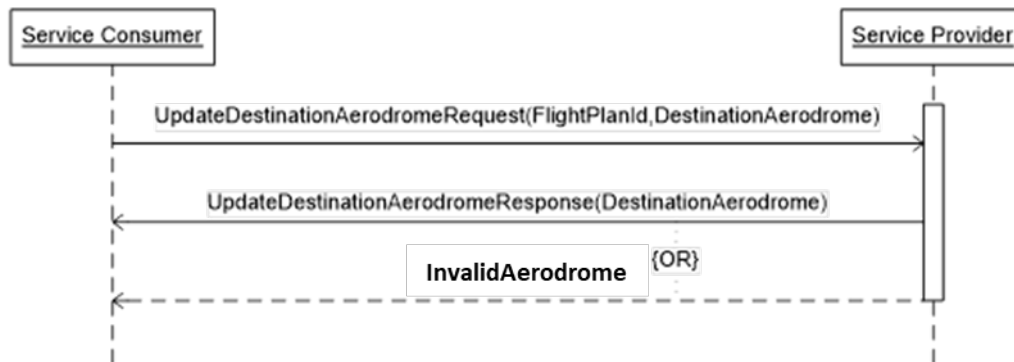 Service Consumer
Service Provider
UpdateDestinationAerodromeRequest(FlightPlanId,DestinationAerodrome)
UpdateDestinationAerodromeResponse(DestinationAerodrome)
{OR}
InvalidAerodrome